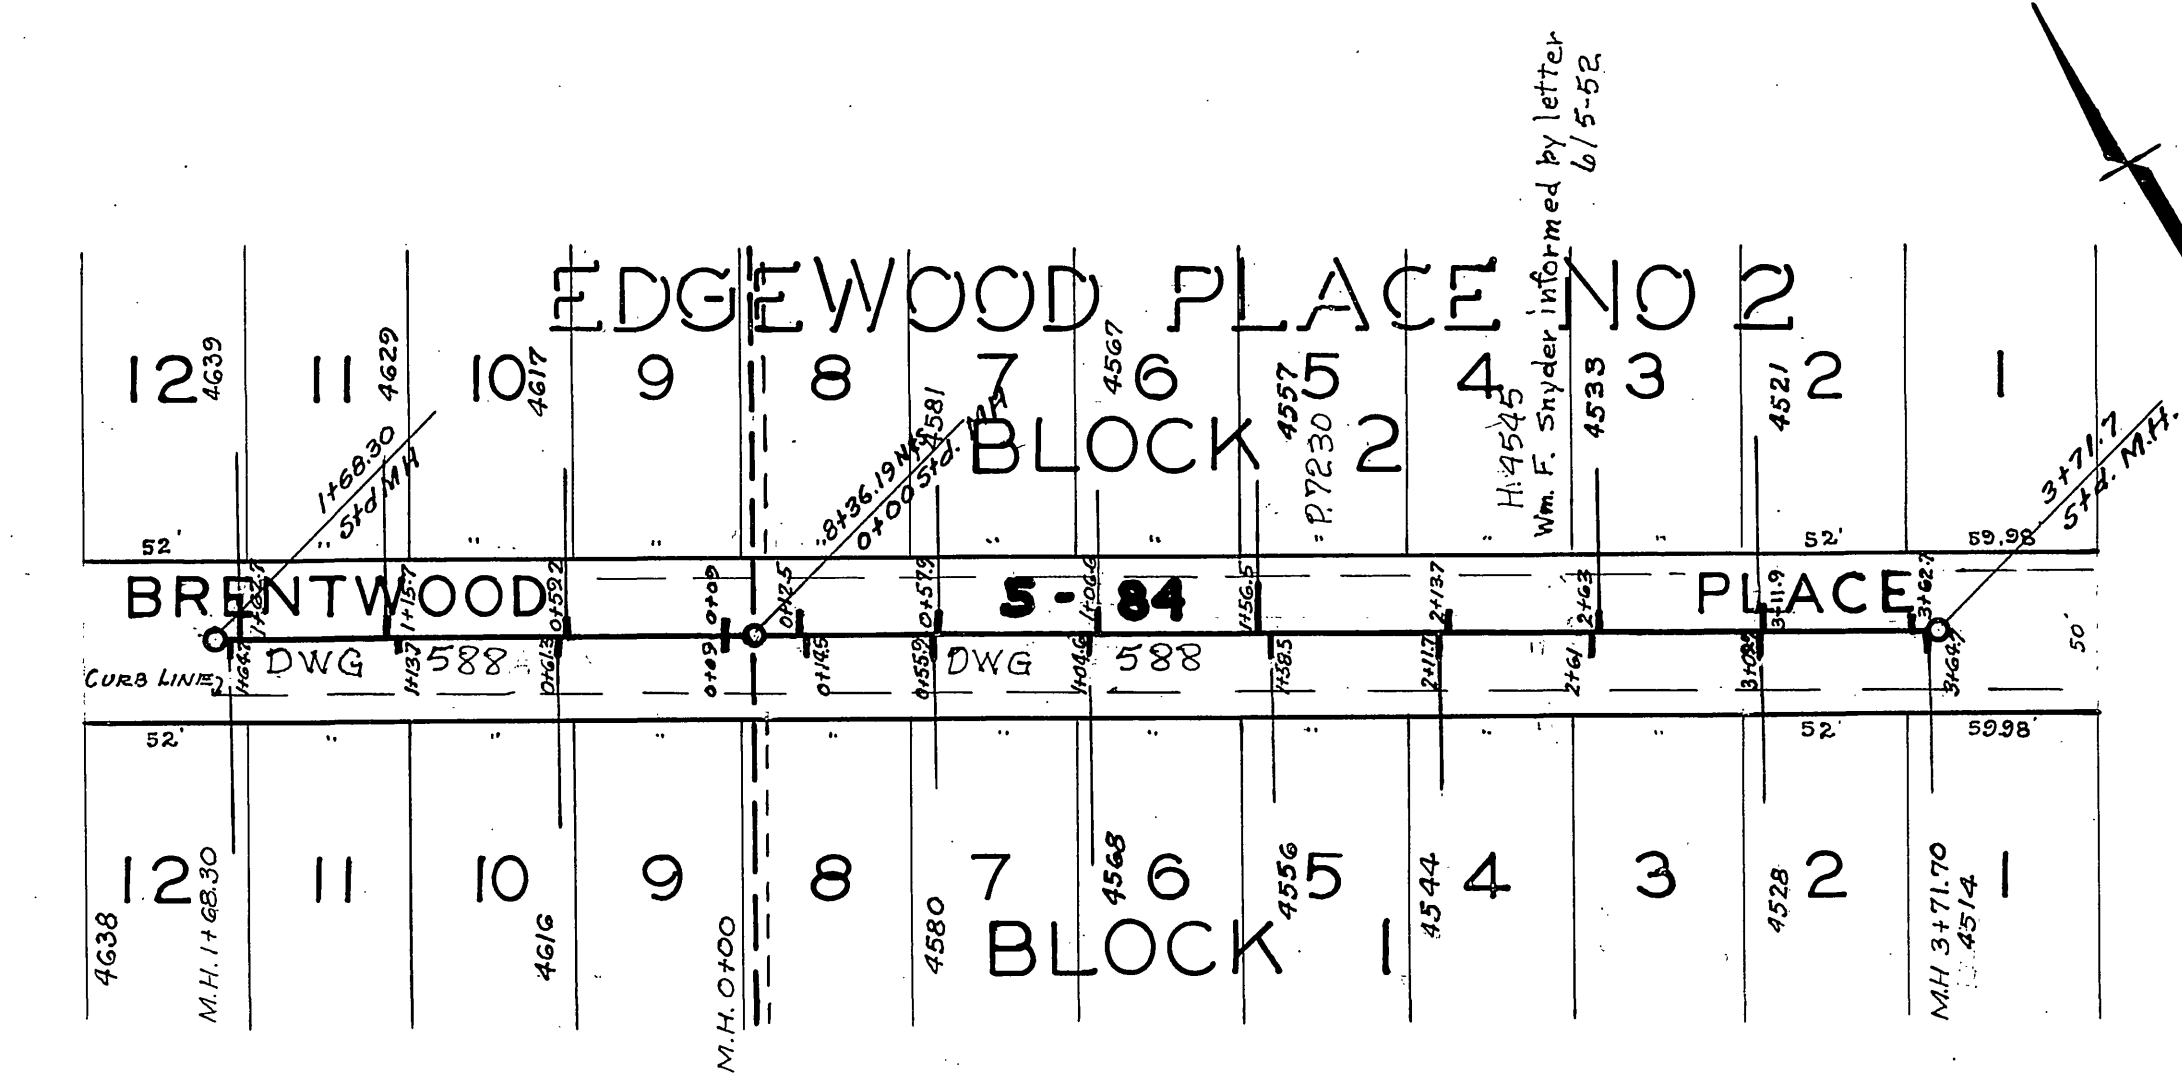 Wm. F. Snyder informed by letter
6/5-52
EDGEWOOD PLACE NO 2
12 11 10 9 8 7 6 5 4 3 2 1
4639 4629 4617 4581 4567 4557 4533 4521
BLOCK 2
P.7230
H.4545
1+68.30
Std MH
8+36.19
0+00 Std. MH
3+71.7
Std. M.H.
52' " " " " " " " " " 52' 59.98'
BRENTWOOD PLACE
5-84
1+62.7 1+15.7 0+59.2 0+09 0+12.5 0+57.9 1+06.6 1+56.5 2+13.7 2+63 3+11.9 3+62.7
DWG 588 DWG 588
1+64.7 1+13.7 0+61.3 0+09 0+14.5 0+55.9 1+04.6 1+58.5 2+11.7 2+61 3+64.7
50'
CURB LINE
52' " " " " " " " " " 52' 59.98'
12 11 10 9 8 7 6 5 4 3 2 1
4638 4616 4580 4568 4556 4544 4528 4514
BLOCK 1
M.H. 1+68.30
M.H. 0+00
M.H 3+71.70